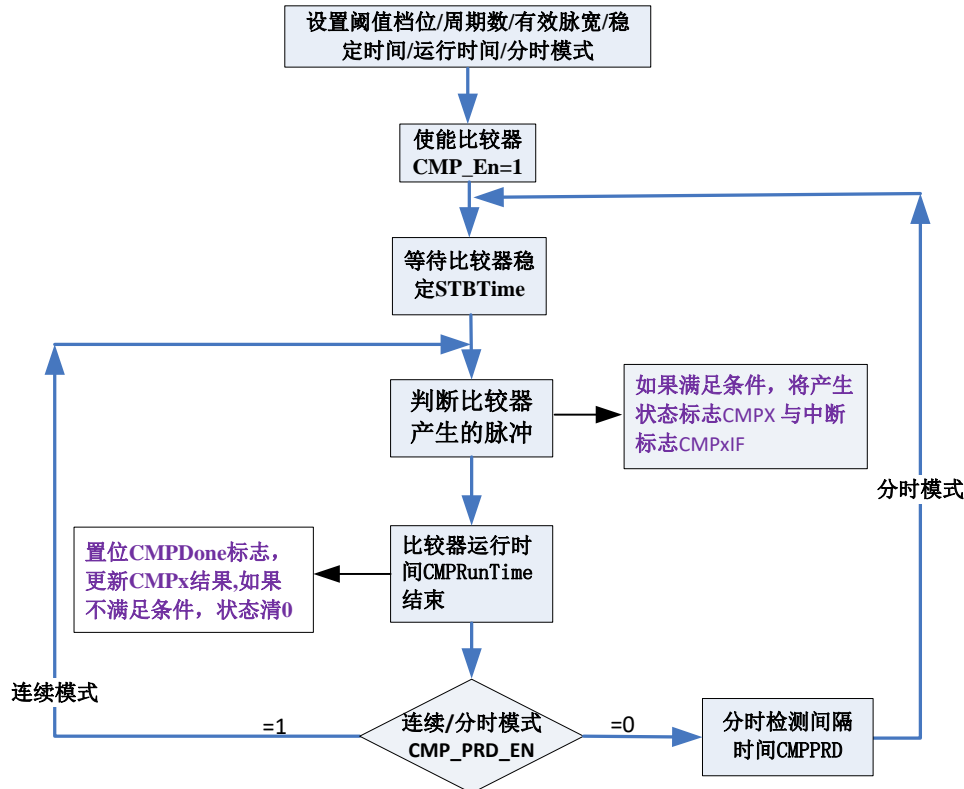 设置阈值档位/周期数/有效脉宽/稳
定时间/运行时间/分时模式
使能比较器
CMP_En=1
等待比较器稳
定STBTime
判断比较器
产生的脉冲
如果满足条件，将产生
状态标志CMPX 与中断
标志CMPxIF
分时模式
比较器运行时
间CMPRunTime
结束
置位CMPDone标志，
更新CMPx结果,如果
不满足条件，状态清0
连续模式
=1
连续/分时模式
CMP_PRD_EN
=0
分时检测间隔
时间CMPPRD